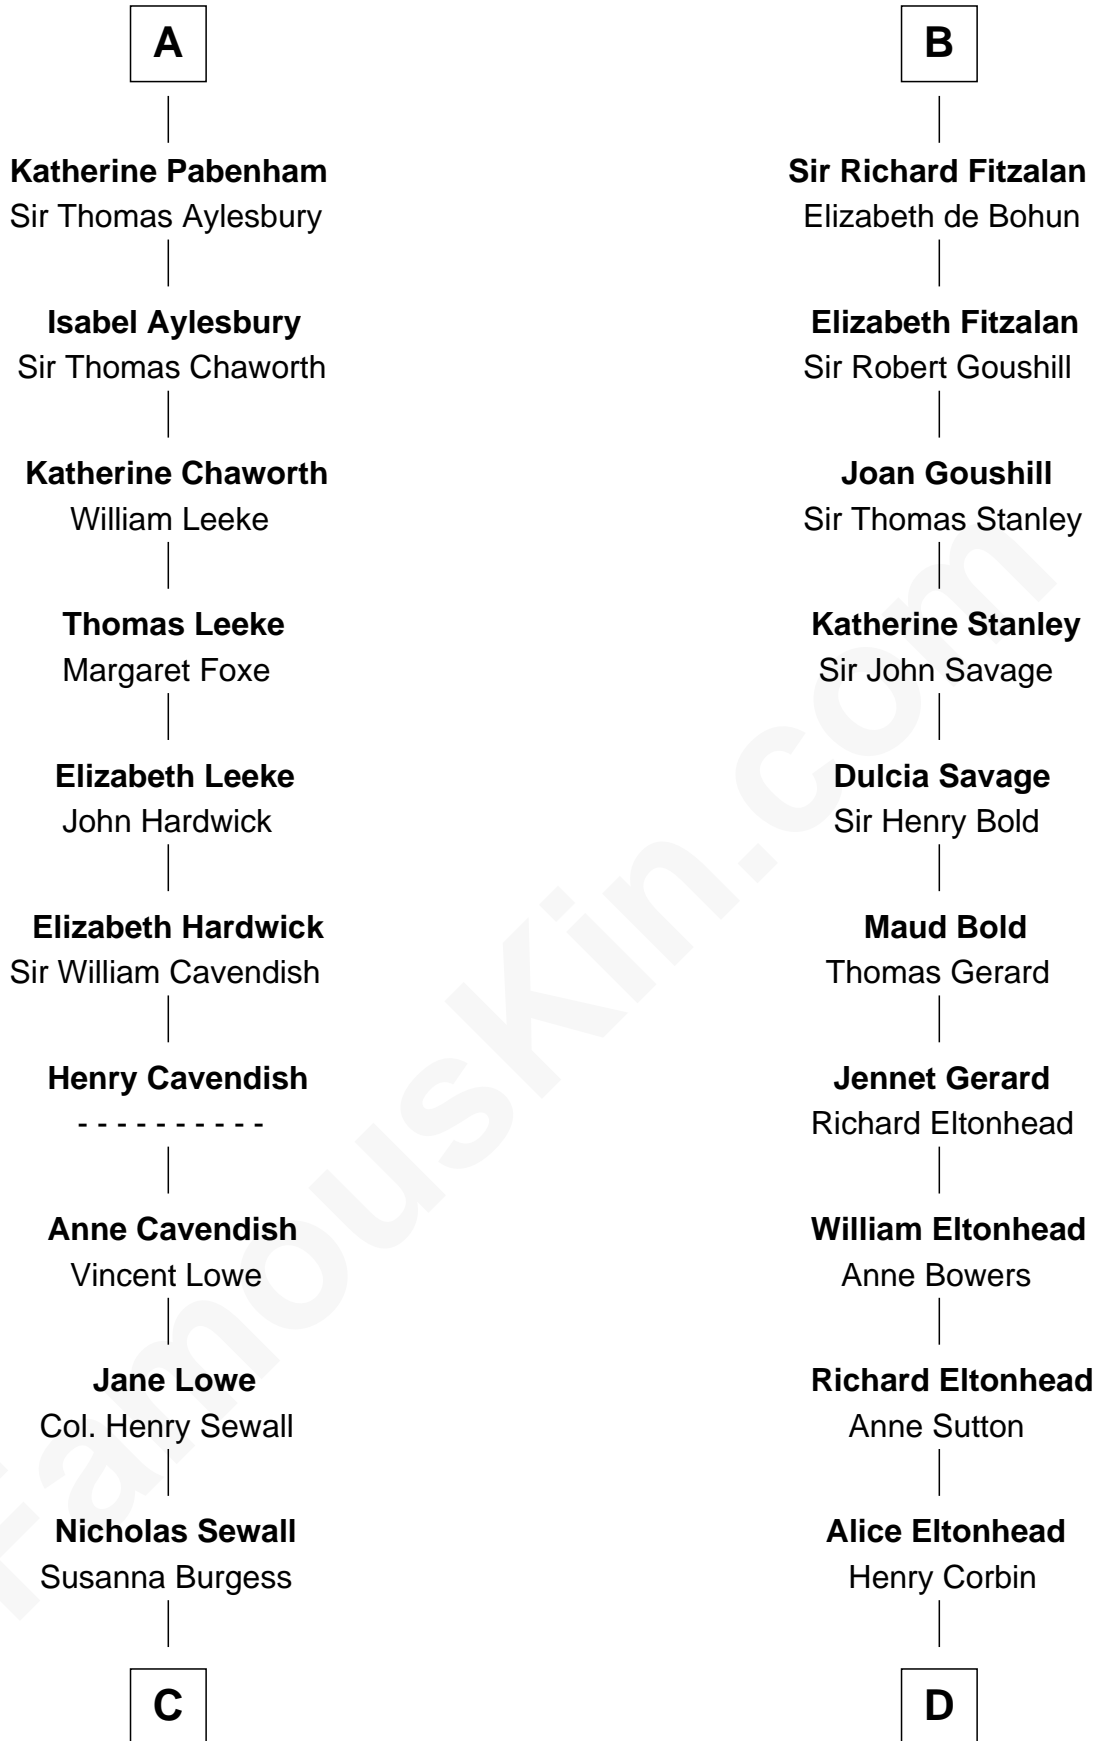 A
Katherine Pabenham
Sir Thomas Aylesbury
Isabel Aylesbury
Sir Thomas Chaworth
Katherine Chaworth
William Leeke
Thomas Leeke
Margaret Foxe
Elizabeth Leeke
John Hardwick
Elizabeth Hardwick
Sir William Cavendish
Henry Cavendish
- - - - - - - - - -
Anne Cavendish
Vincent Lowe
Jane Lowe
Col. Henry Sewall
Nicholas Sewall
Susanna Burgess
C
B
Sir Richard Fitzalan
Elizabeth de Bohun
Elizabeth Fitzalan
Sir Robert Goushill
Joan Goushill
Sir Thomas Stanley
Katherine Stanley
Sir John Savage
Dulcia Savage
Sir Henry Bold
Maud Bold
Thomas Gerard
Jennet Gerard
Richard Eltonhead
William Eltonhead
Anne Bowers
Richard Eltonhead
Anne Sutton
Alice Eltonhead
Henry Corbin
D
FamousKin.com